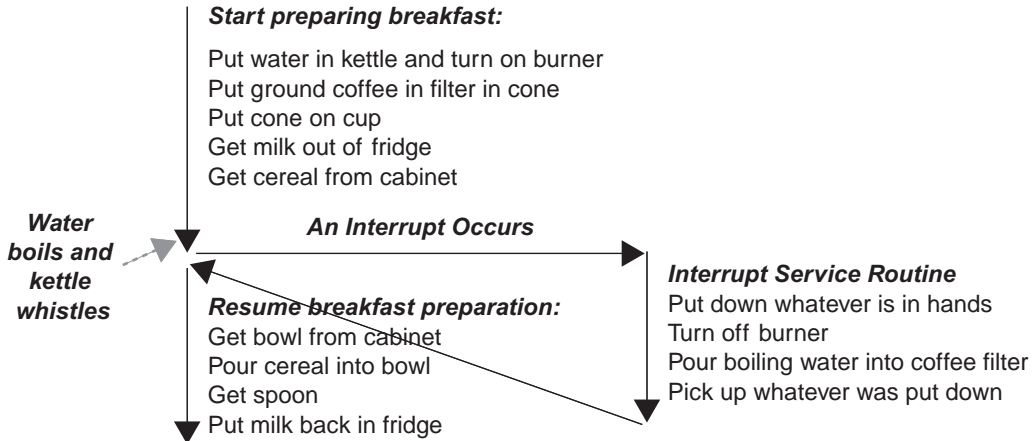 Start preparing breakfast:
Put water in kettle and turn on burner
Put ground coffee in filter in cone
Put cone on cup
Get milk out of fridge
Get cereal from cabinet
Water
boils and
kettle
whistles
An Interrupt Occurs
Interrupt Service Routine
Put down whatever is in hands
Turn off burner
Pour boiling water into coffee filter
Pick up whatever was put down
Resume breakfast preparation:
Get bowl from cabinet
Pour cereal into bowl
Get spoon
Put milk back in fridge